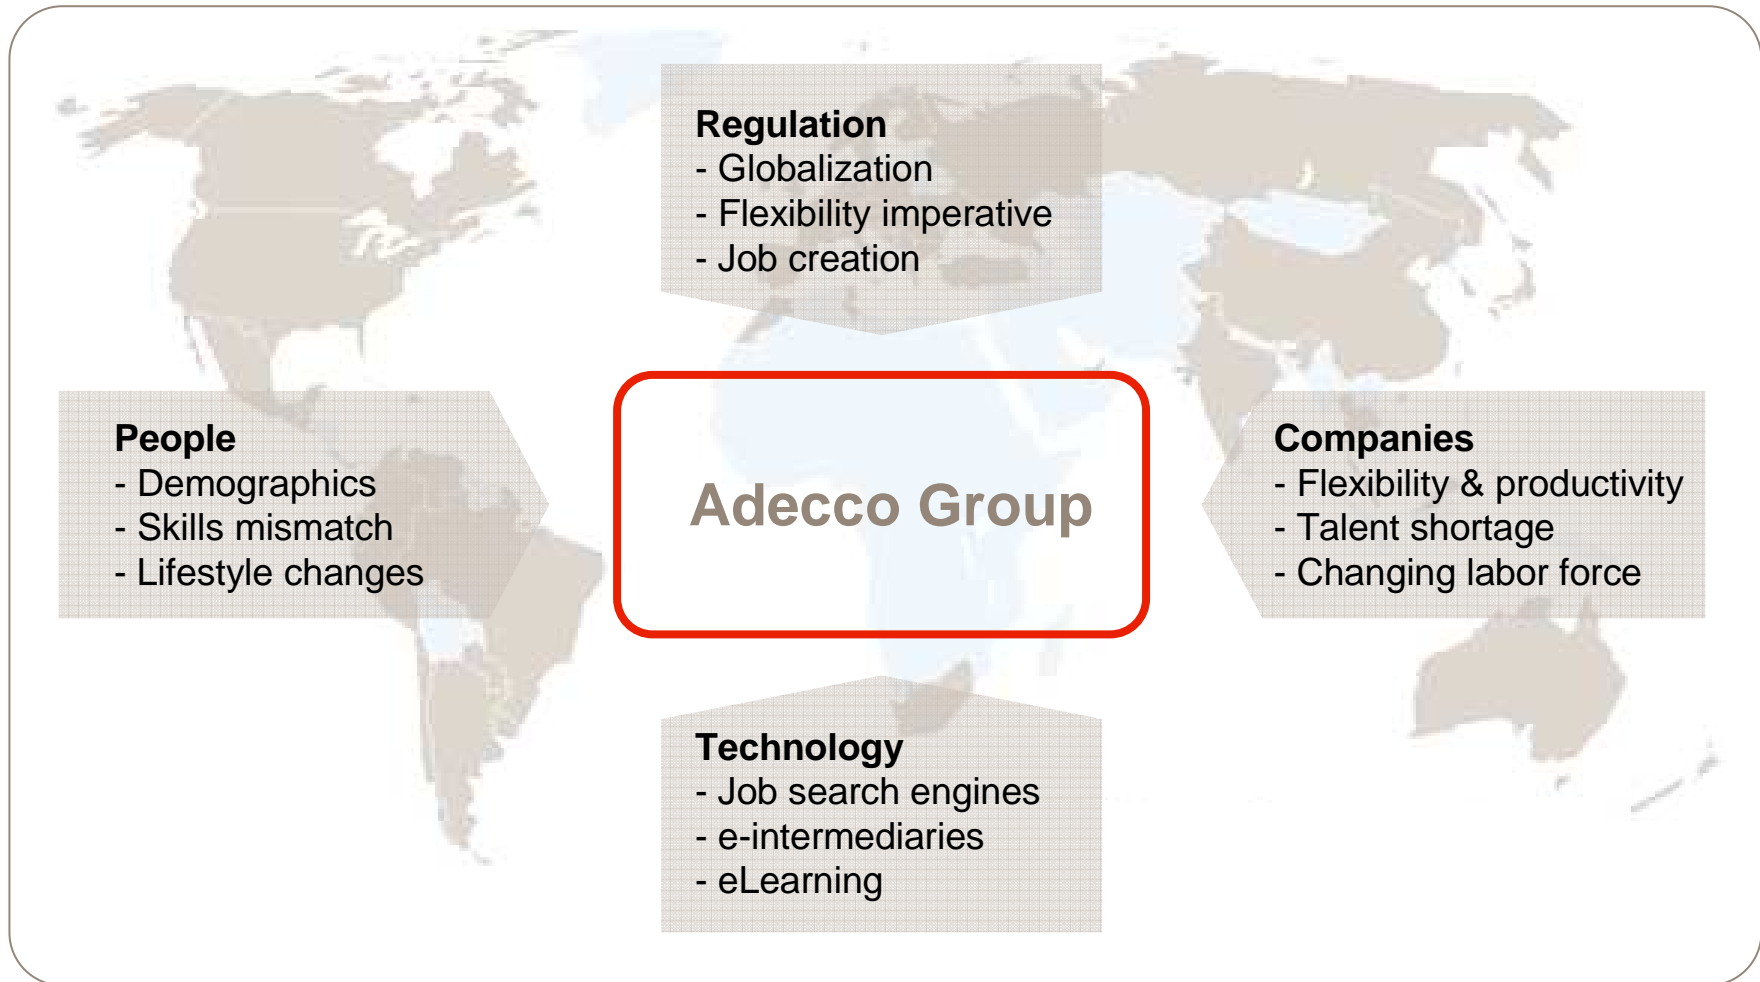 Regulation
- Globalization
- Flexibility imperative
- Job creation
People
- Demographics
- Skills mismatch
- Lifestyle changes
Adecco Group
Companies
- Flexibility & productivity
- Talent shortage
- Changing labor force
Technology
- Job search engines
- e-intermediaries
- eLearning